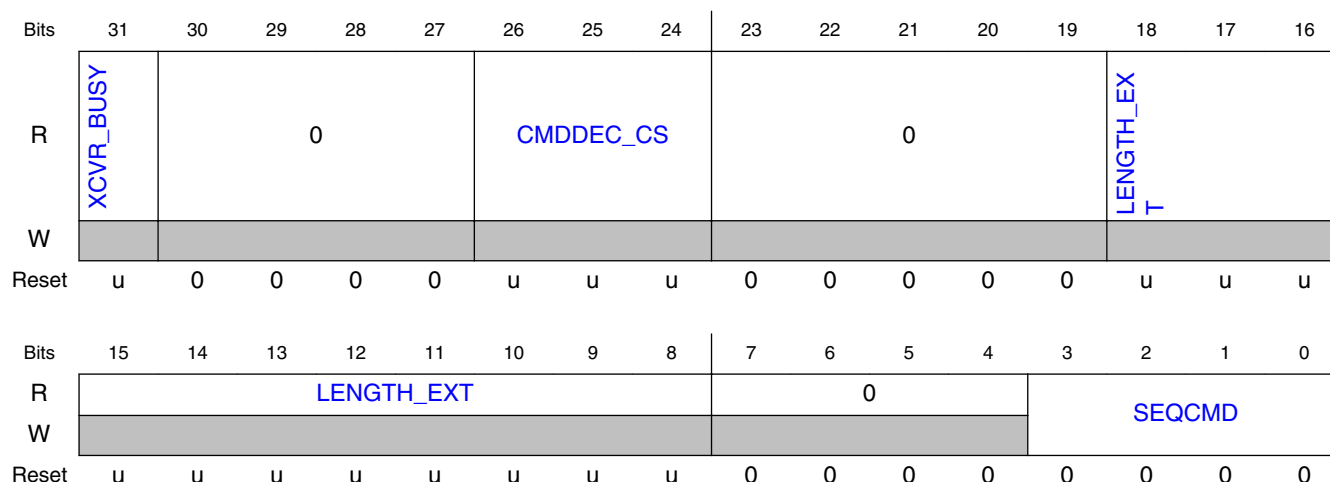 Bits 31 30 29 28 27 26 25 24 23 22 21 20 19 18 17 16
R XCVR_BUSY 0 CMDDEC_CS 0 LENGTH_EX
T
W
Reset u 0 0 0 0 u u u 0 0 0 0 0 u u u
Bits 15 14 13 12 11 10 9 8 7 6 5 4 3 2 1 0
R LENGTH_EXT 0 SEQCMD
W
Reset u u u u u u u u 0 0 0 0 0 0 0 0